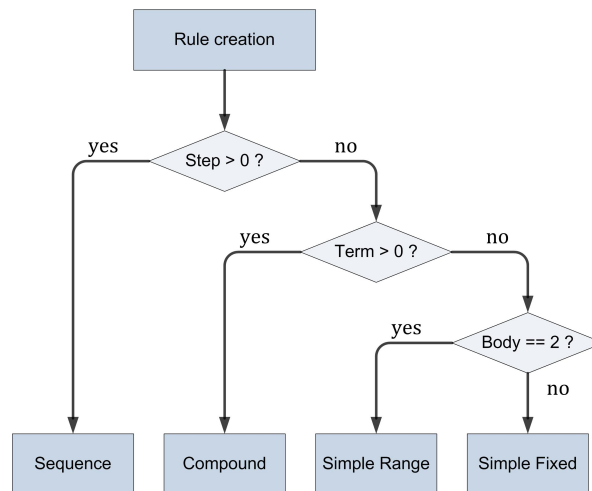 Rule creation
yes
Step > 0 ?
no
yes
Term > 0 ?
no
yes
Body == 2 ?
no
Sequence
Compound
Simple Range
Simple Fixed